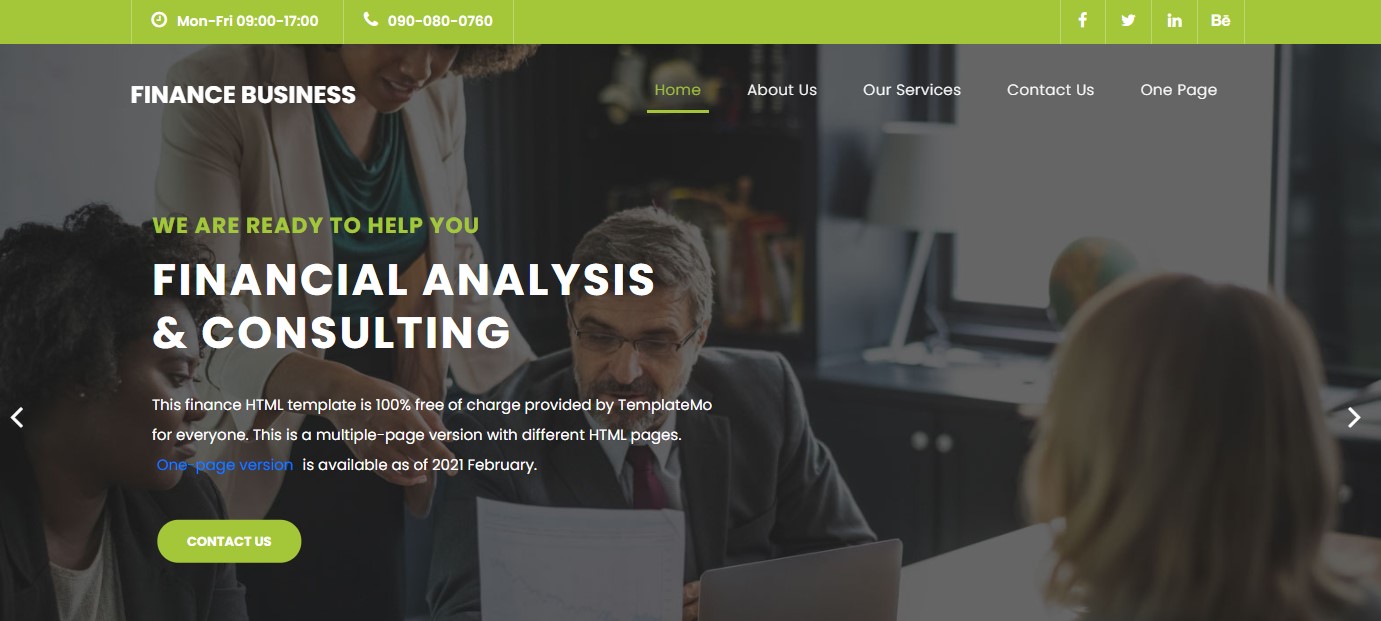 Mon-Fri 09:00-17:00
090-080-0760
Bē
FINANCE BUSINESS
Home
About Us
Our Services
Contact Us
One Page
WE ARE READY TO HELP YOU
FINANCIAL ANALYSIS
& CONSULTING
This finance HTML template is 100% free of charge provided by TemplateMo
for everyone. This is a multiple-page version with different HTML pages.
One-page version is available as of 2021 February.
CONTACT US